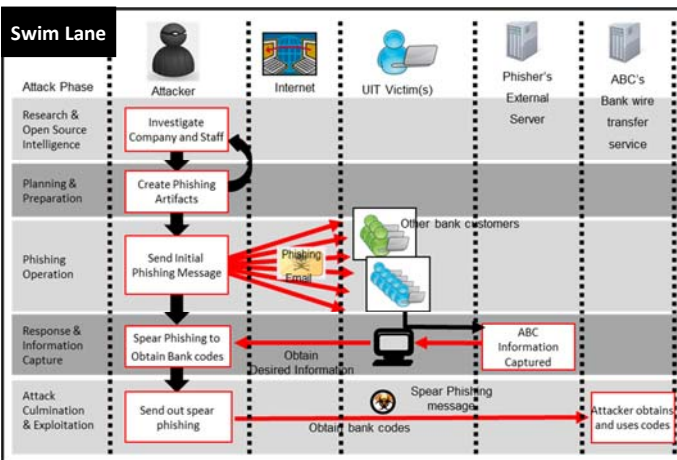 Swim Lane
Attack Phase
Attacker
Internet
UIT Victim(s)
Phisher's
External
Server
ABC's
Bank wire
transfer
service
Research &
Open Source
Intelligence
Investigate
Company and Staff
Planning &
Preparation
Create Phishing
Artifacts
Other bank customers
Phishing
Operation
Send Initial
Phishing Message
Phishing
Email
Response &
Information
Capture
Spear Phishing to
Obtain Bank codes
Obtain
Desired Information
ABC
Information
Captured
Attack
Culmination
& Exploitation
Send out spear
phishing
Spear Phishing
message
Obtain bank codes
Attacker obtains
and uses codes